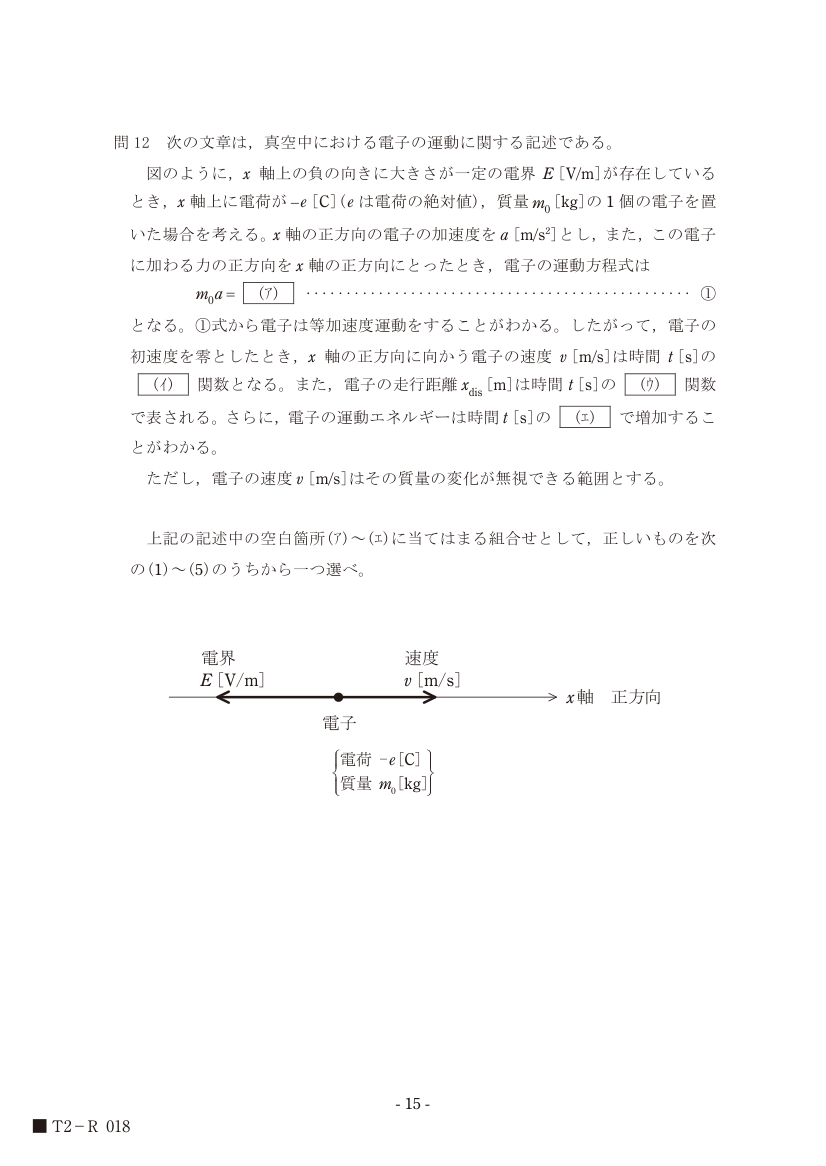 問 12　次の文章は，真空中における電子の運動に関する記述である。
図のように，x 軸上の負の向きに大きさが一定の電界 E［V/m］が存在している
とき，x 軸上に電荷が −e［C］(e は電荷の絶対値)，質量 m₀［kg］の 1 個の電子を置
いた場合を考える。x 軸の正方向の電子の加速度を a［m/s²］とし，また，この電子
に加わる力の正方向を x 軸の正方向にとったとき，電子の運動方程式は
m₀a = (ア) ················································ ①
となる。①式から電子は等加速度運動をすることがわかる。したがって，電子の
初速度を零としたとき，x 軸の正方向に向かう電子の速度 v［m/s］は時間 t［s］の
(イ) 関数となる。また，電子の走行距離 xdis［m］は時間 t［s］の (ウ) 関数
で表される。さらに，電子の運動エネルギーは時間 t［s］の (エ) で増加するこ
とがわかる。
ただし，電子の速度 v［m/s］はその質量の変化が無視できる範囲とする。
上記の記述中の空白箇所(ア)～(エ)に当てはまる組合せとして，正しいものを次
の(1)～(5)のうちから一つ選べ。
電界　速度
E［V/m］　v［m/s］
x 軸　正方向
電子
電荷 −e［C］
質量 m₀［kg］
- 15 -
■ T2－R 018